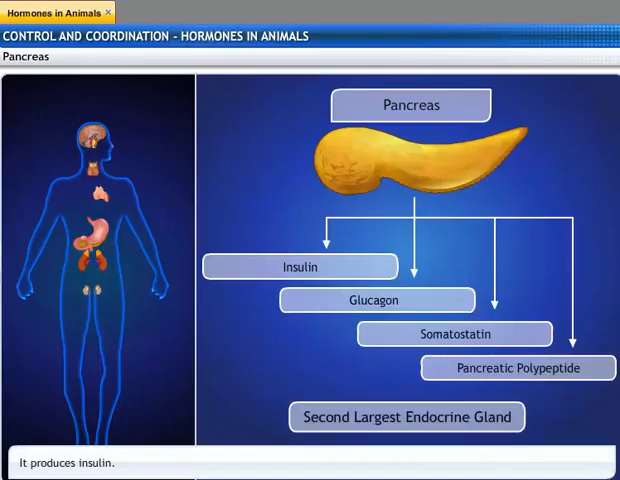 Hormones in Animals
CONTROL AND COORDINATION - HORMONES IN ANIMALS
Pancreas
Pancreas
Insulin
Glucagon
Somatostatin
Pancreatic Polypeptide
Second Largest Endocrine Gland
It produces insulin.